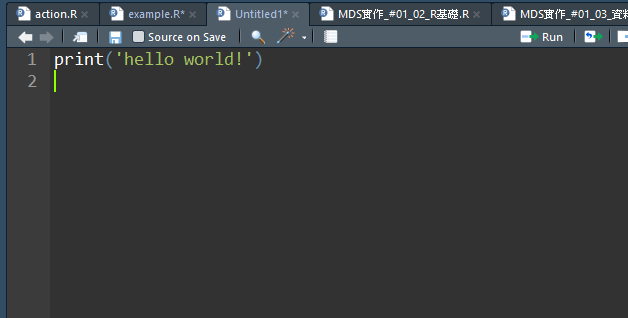 action.R example.R* Untitled1* MDS實作_#01_02_R基礎.R MDS實作_#01_03_資料
Source on Save Run
1 print('hello world!')
2